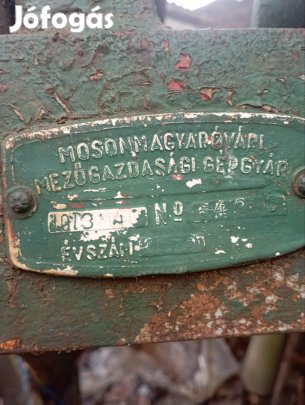 Jófogás
MOSONMAGYARÓVÁRI
MEZŐGAZDASÁGI GÉPGYÁR
Nº
ÉVSZÁM